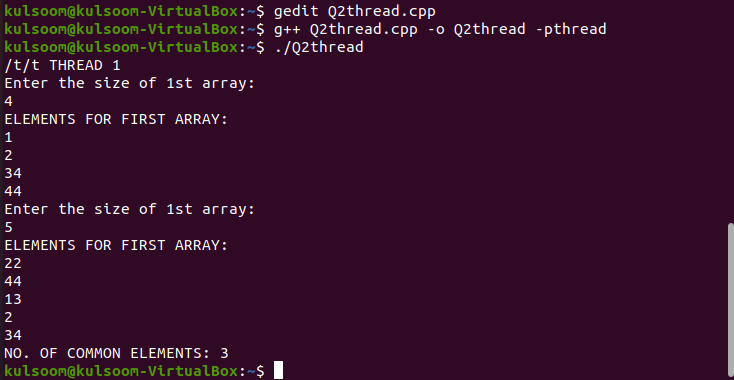 kulsoom@kulsoom-VirtualBox:~$ gedit Q2thread.cpp
kulsoom@kulsoom-VirtualBox:~$ g++ Q2thread.cpp -o Q2thread -pthread
kulsoom@kulsoom-VirtualBox:~$ ./Q2thread
/t/t THREAD 1
Enter the size of 1st array:
4
ELEMENTS FOR FIRST ARRAY:
1
2
34
44
Enter the size of 1st array:
5
ELEMENTS FOR FIRST ARRAY:
22
44
13
2
34
NO. OF COMMON ELEMENTS: 3
kulsoom@kulsoom-VirtualBox:~$